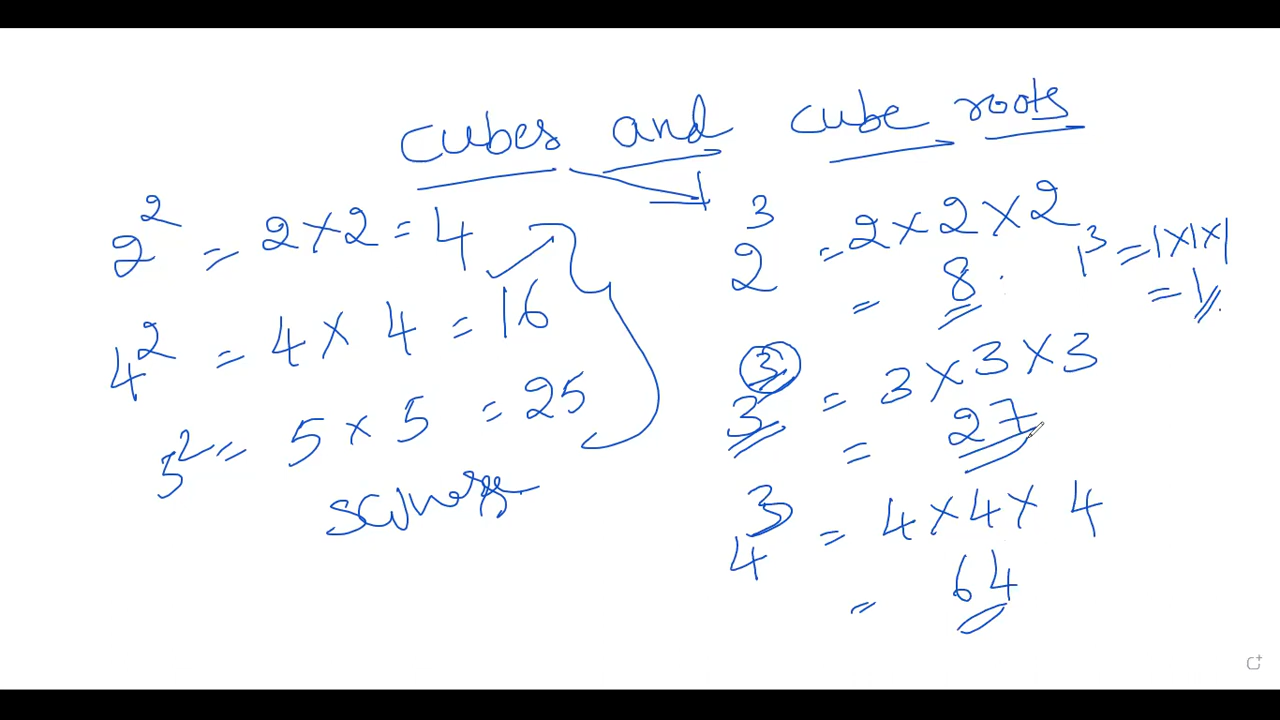 cubes and cube roots
2² = 2×2 = 4
4² = 4 × 4 = 16
5² = 5 × 5 = 25
2³ = 2×2×2
= 8
1³ = 1×1×1
= 1
3³ = 3×3×3
= 27
4³ = 4×4×4
= 64